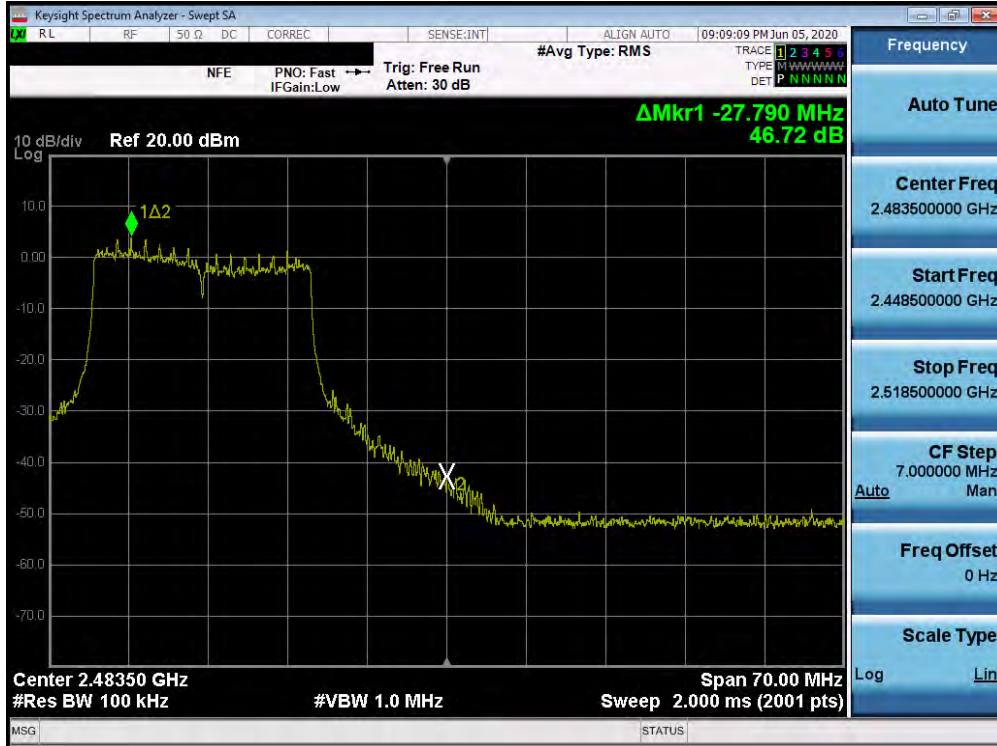 Keysight Spectrum Analyzer - Swept SA
LXI RL RF 50 Ω DC CORREC SENSE:INT ALIGN AUTO 09:09:09 PM Jun 05, 2020
#Avg Type: RMS TRACE 1 2 3 4 5 6
NFE PNO: Fast Trig: Free Run TYPE M WWWWW
IFGain:Low Atten: 30 dB DET P N N N N N
ΔMkr1 -27.790 MHz
46.72 dB
10 dB/div Ref 20.00 dBm
Log
10.0
1Δ2
0.00
-10.0
-20.0
-30.0
-40.0
X2
-50.0
-60.0
-70.0
Center 2.48350 GHz Span 70.00 MHz
#Res BW 100 kHz #VBW 1.0 MHz Sweep 2.000 ms (2001 pts)
MSG STATUS
Frequency
Auto Tune
Center Freq
2.483500000 GHz
Start Freq
2.448500000 GHz
Stop Freq
2.518500000 GHz
CF Step
7.000000 MHz
Auto Man
Freq Offset
0 Hz
Scale Type
Log Lin